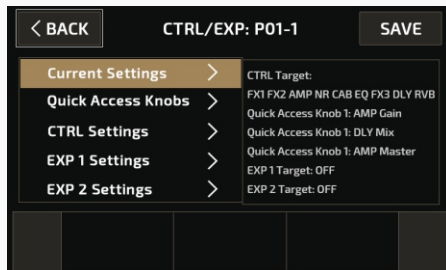 BACK
CTRL/EXP: P01-1
SAVE
Current Settings
Quick Access Knobs
CTRL Settings
EXP 1 Settings
EXP 2 Settings
CTRL Target:
FX1 FX2 AMP NR CAB EQ FX3 DLY RVB
Quick Access Knob 1: AMP Gain
Quick Access Knob 1: DLY Mix
Quick Access Knob 1: AMP Master
EXP 1 Target: OFF
EXP 2 Target: OFF